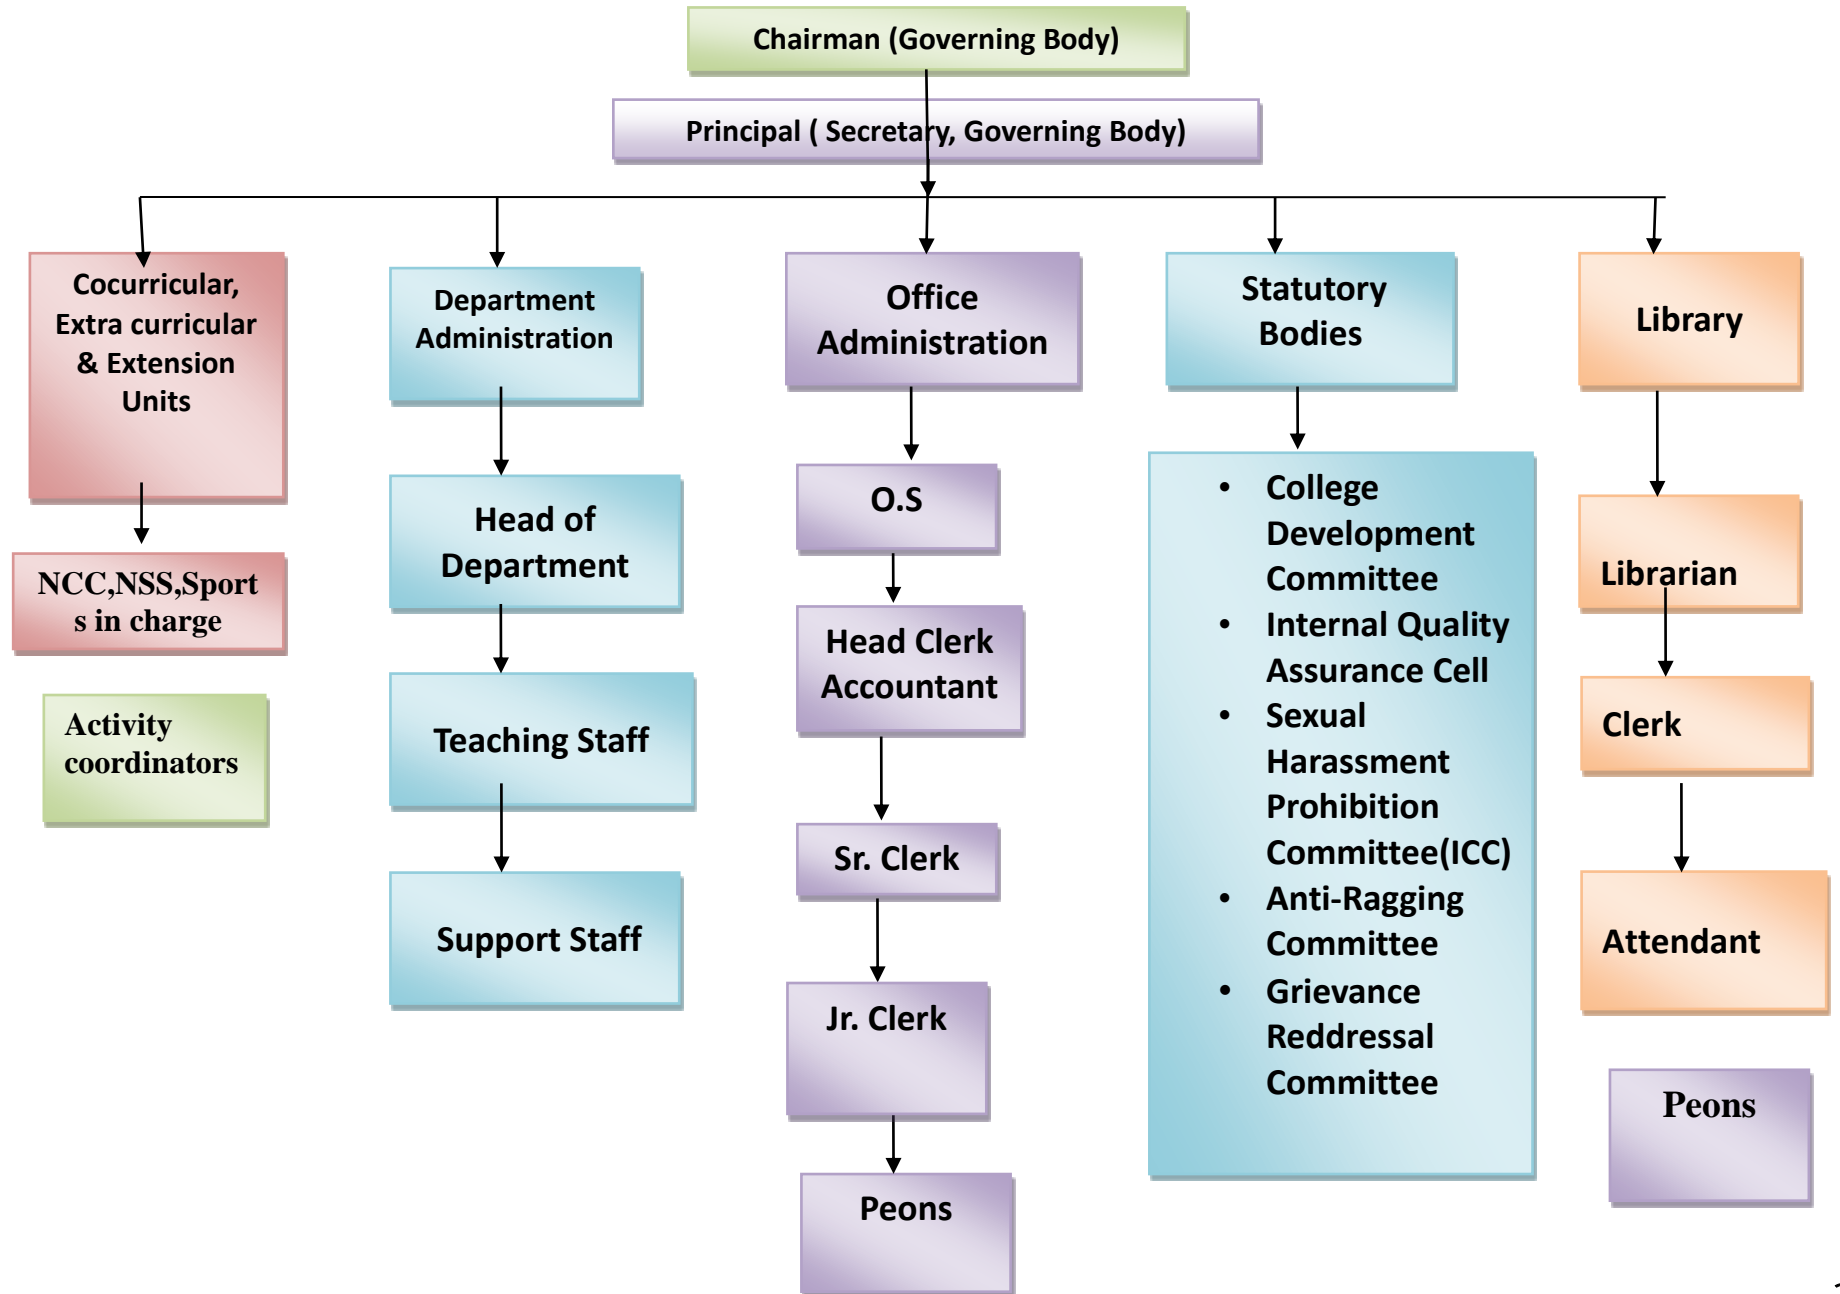 Chairman (Governing Body)
Principal ( Secretary, Governing Body)
Cocurricular,
Extra curricular
& Extension
Units
NCC,NSS,Sport
s in charge
Activity
coordinators
Department
Administration
Head of
Department
Teaching Staff
Support Staff
Office
Administration
O.S
Head Clerk
Accountant
Sr. Clerk
Jr. Clerk
Peons
Statutory
Bodies
• College
Development
Committee
• Internal Quality
Assurance Cell
• Sexual
Harassment
Prohibition
Committee(ICC)
• Anti-Ragging
Committee
• Grievance
Reddressal
Committee
Library
Librarian
Clerk
Attendant
Peons